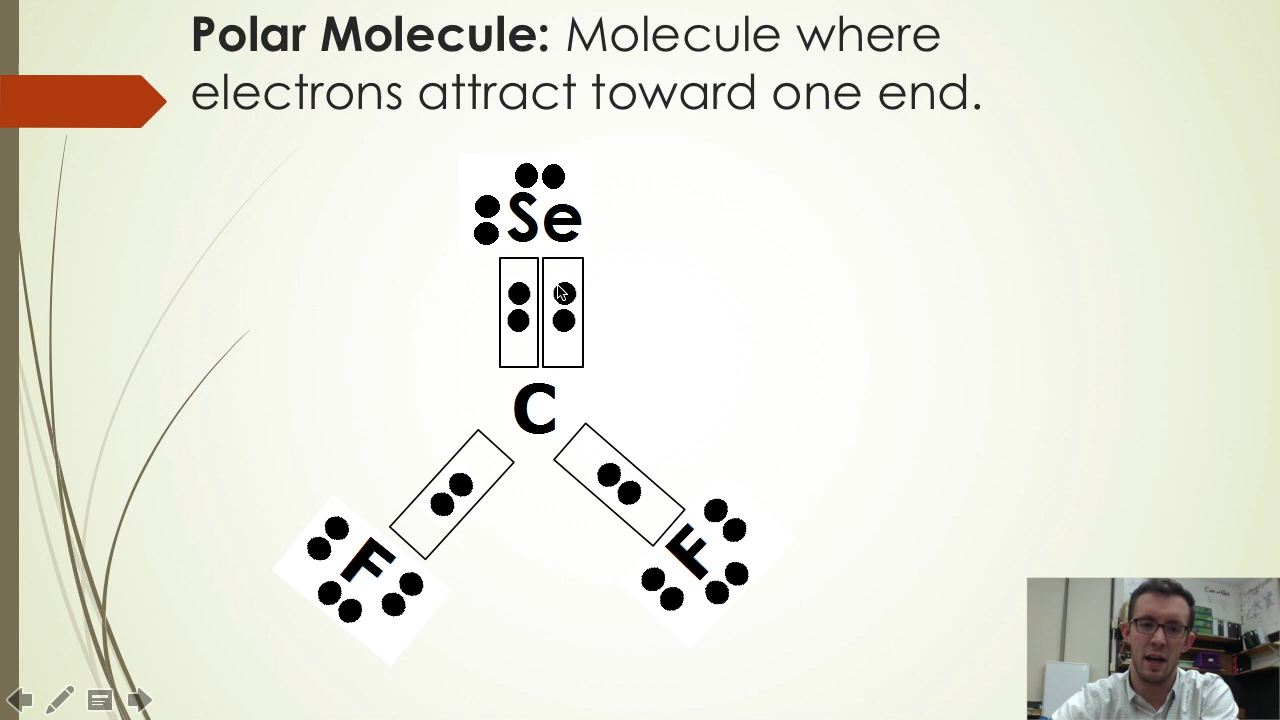 Polar Molecule: Molecule where
electrons attract toward one end.
Se
C
F
F